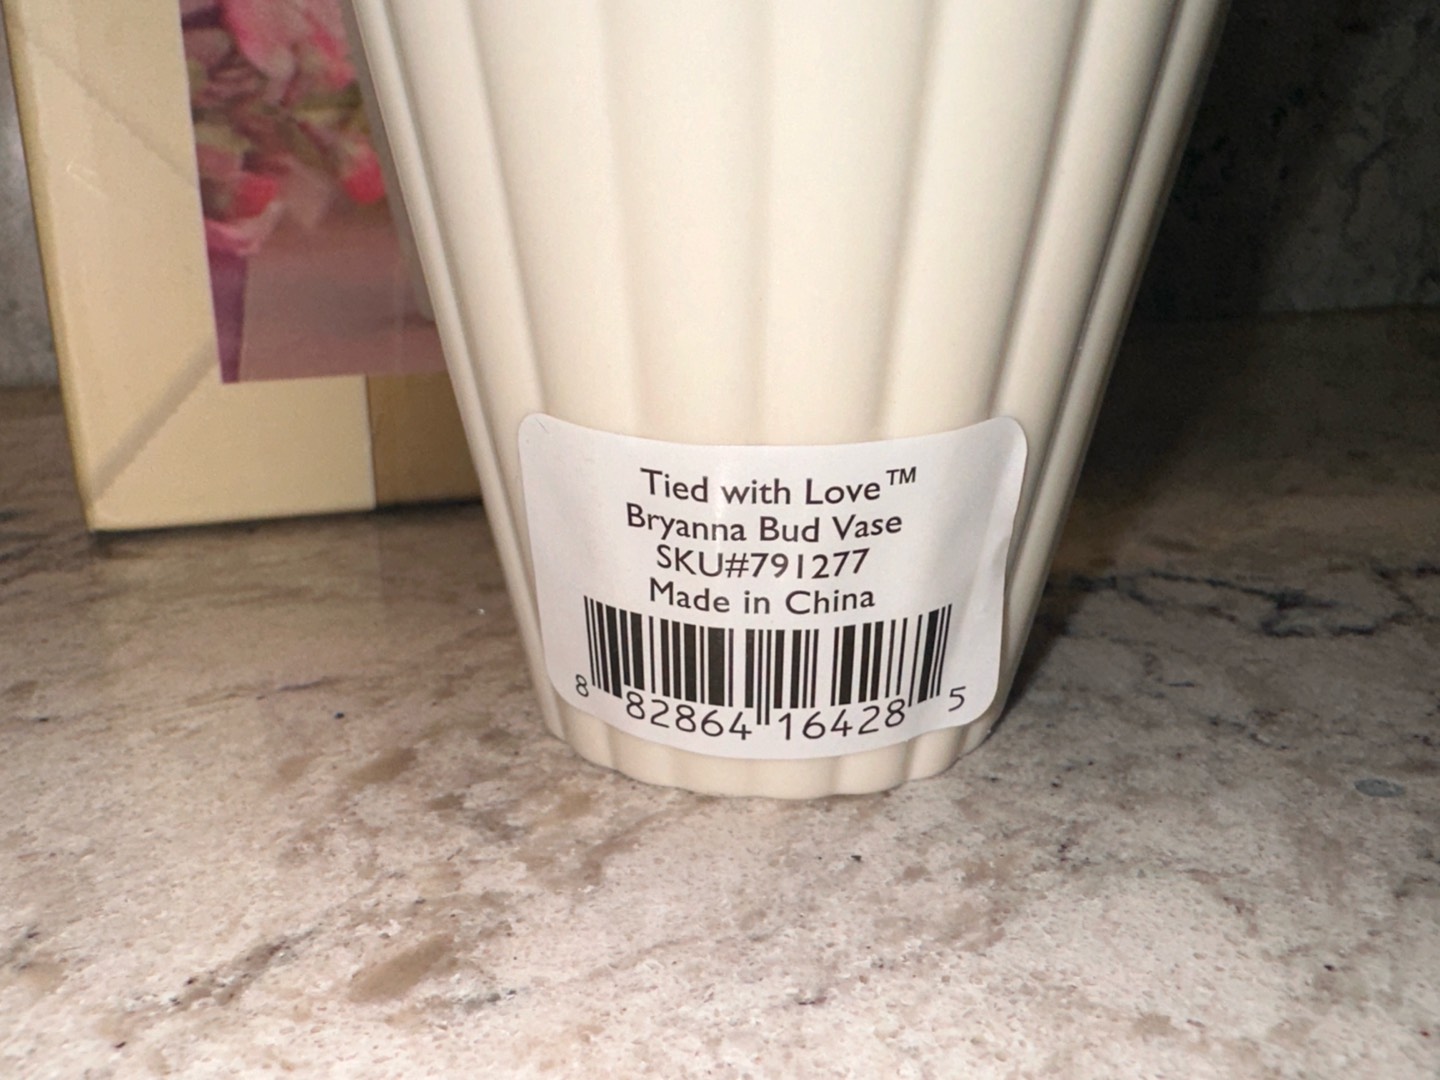 Tied with Love™
Bryanna Bud Vase
SKU#791277
Made in China
8 82864 16428 5